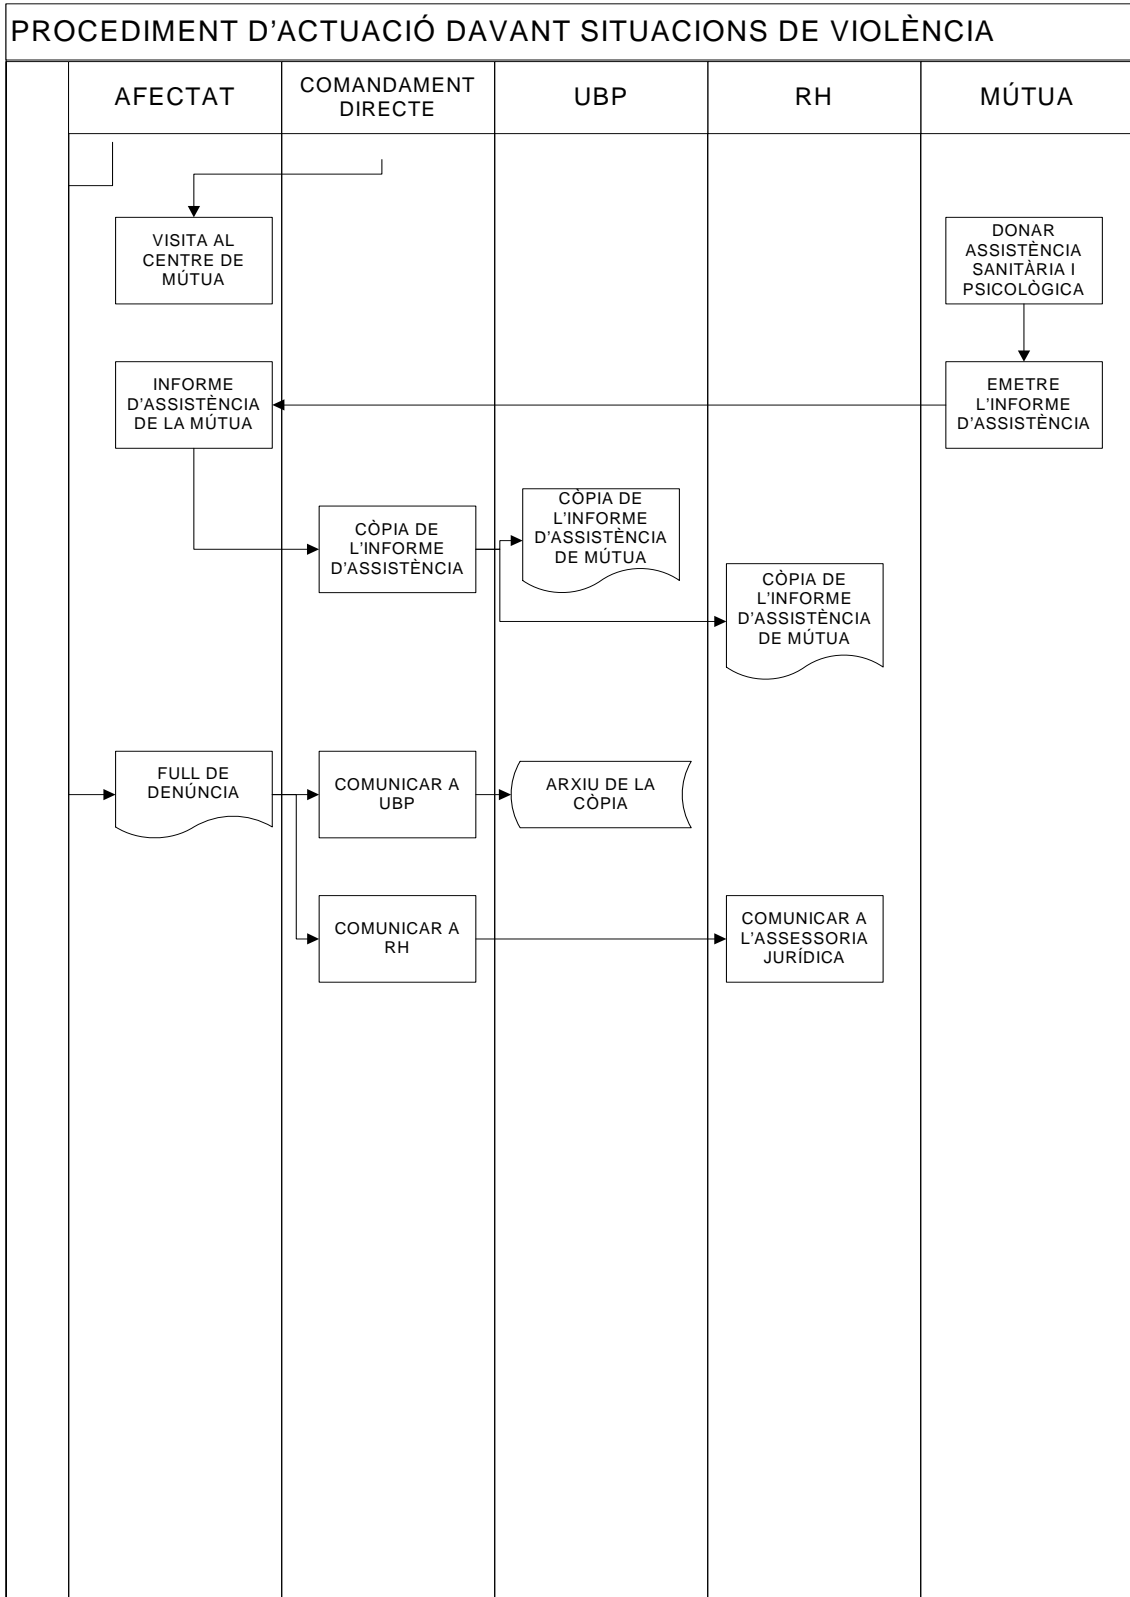 PROCEDIMENT D'ACTUACIÓ DAVANT SITUACIONS DE VIOLÈNCIA
AFECTAT
COMANDAMENT
DIRECTE
UBP
RH
MÚTUA
VISITA AL
CENTRE DE
MÚTUA
DONAR
ASSISTÈNCIA
SANITÀRIA I
PSICOLÒGICA
INFORME
D'ASSISTÈNCIA
DE LA MÚTUA
EMETRE
L'INFORME
D'ASSISTÈNCIA
CÒPIA DE
L'INFORME
D'ASSISTÈNCIA
CÒPIA DE
L'INFORME
D'ASSISTÈNCIA
DE MÚTUA
CÒPIA DE
L'INFORME
D'ASSISTÈNCIA
DE MÚTUA
FULL DE
DENÚNCIA
COMUNICAR A
UBP
ARXIU DE LA
CÒPIA
COMUNICAR A
RH
COMUNICAR A
L'ASSESSORIA
JURÍDICA